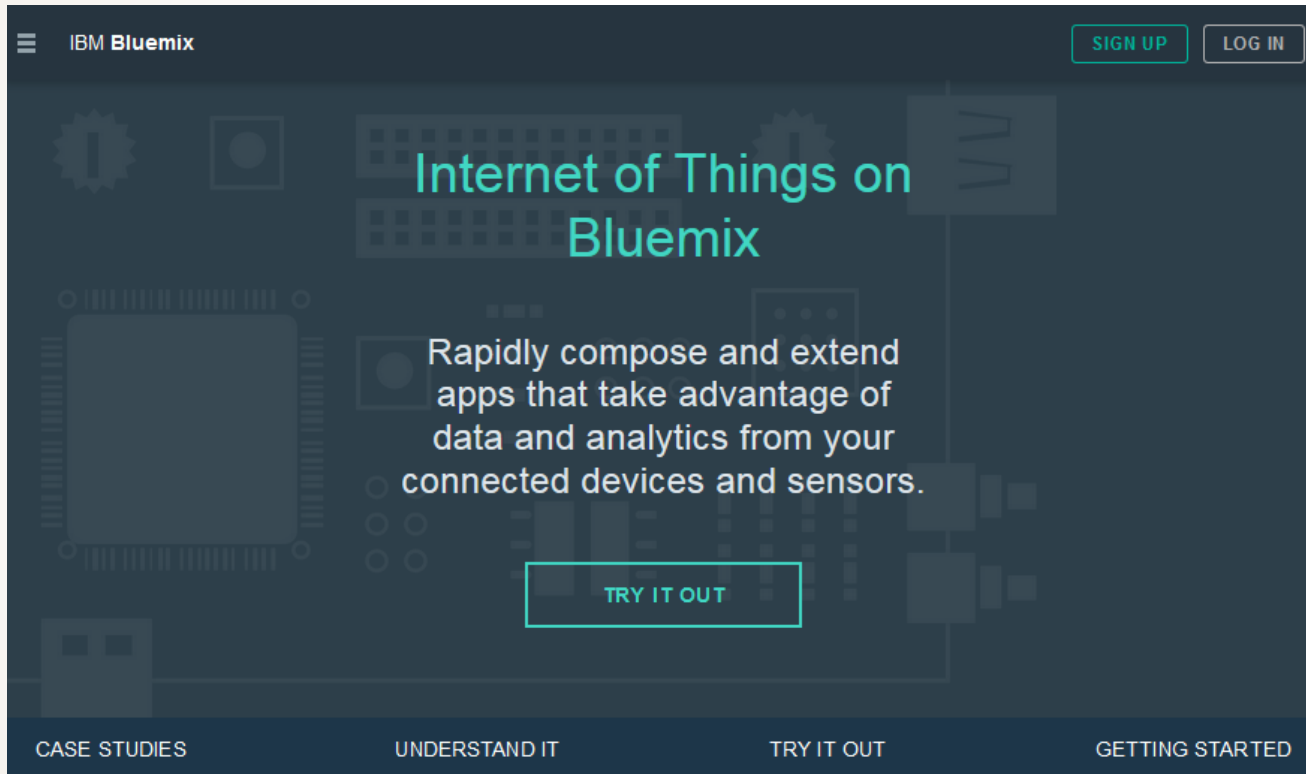 IBM Bluemix
SIGN UP
LOG IN
Internet of Things on
Bluemix
Rapidly compose and extend
apps that take advantage of
data and analytics from your
connected devices and sensors.
TRY IT OUT
CASE STUDIES
UNDERSTAND IT
TRY IT OUT
GETTING STARTED